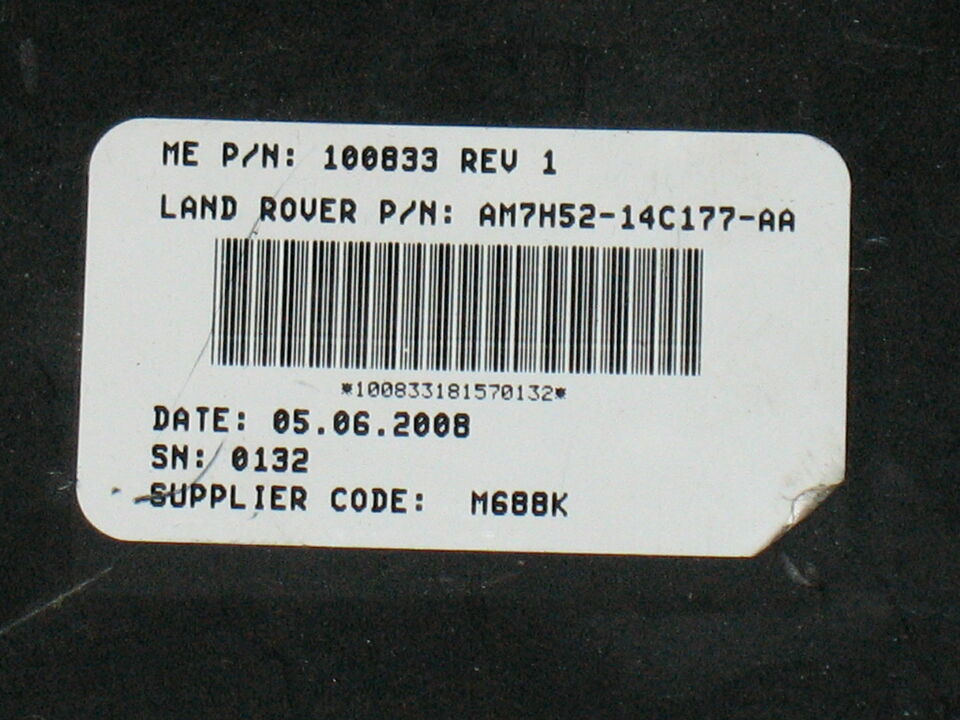 ME P/N: 100833 REV 1
LAND ROVER P/N: AM7H52-14C177-AA
*100833181570132*
DATE: 05.06.2008
SN: 0132
SUPPLIER CODE: M688K